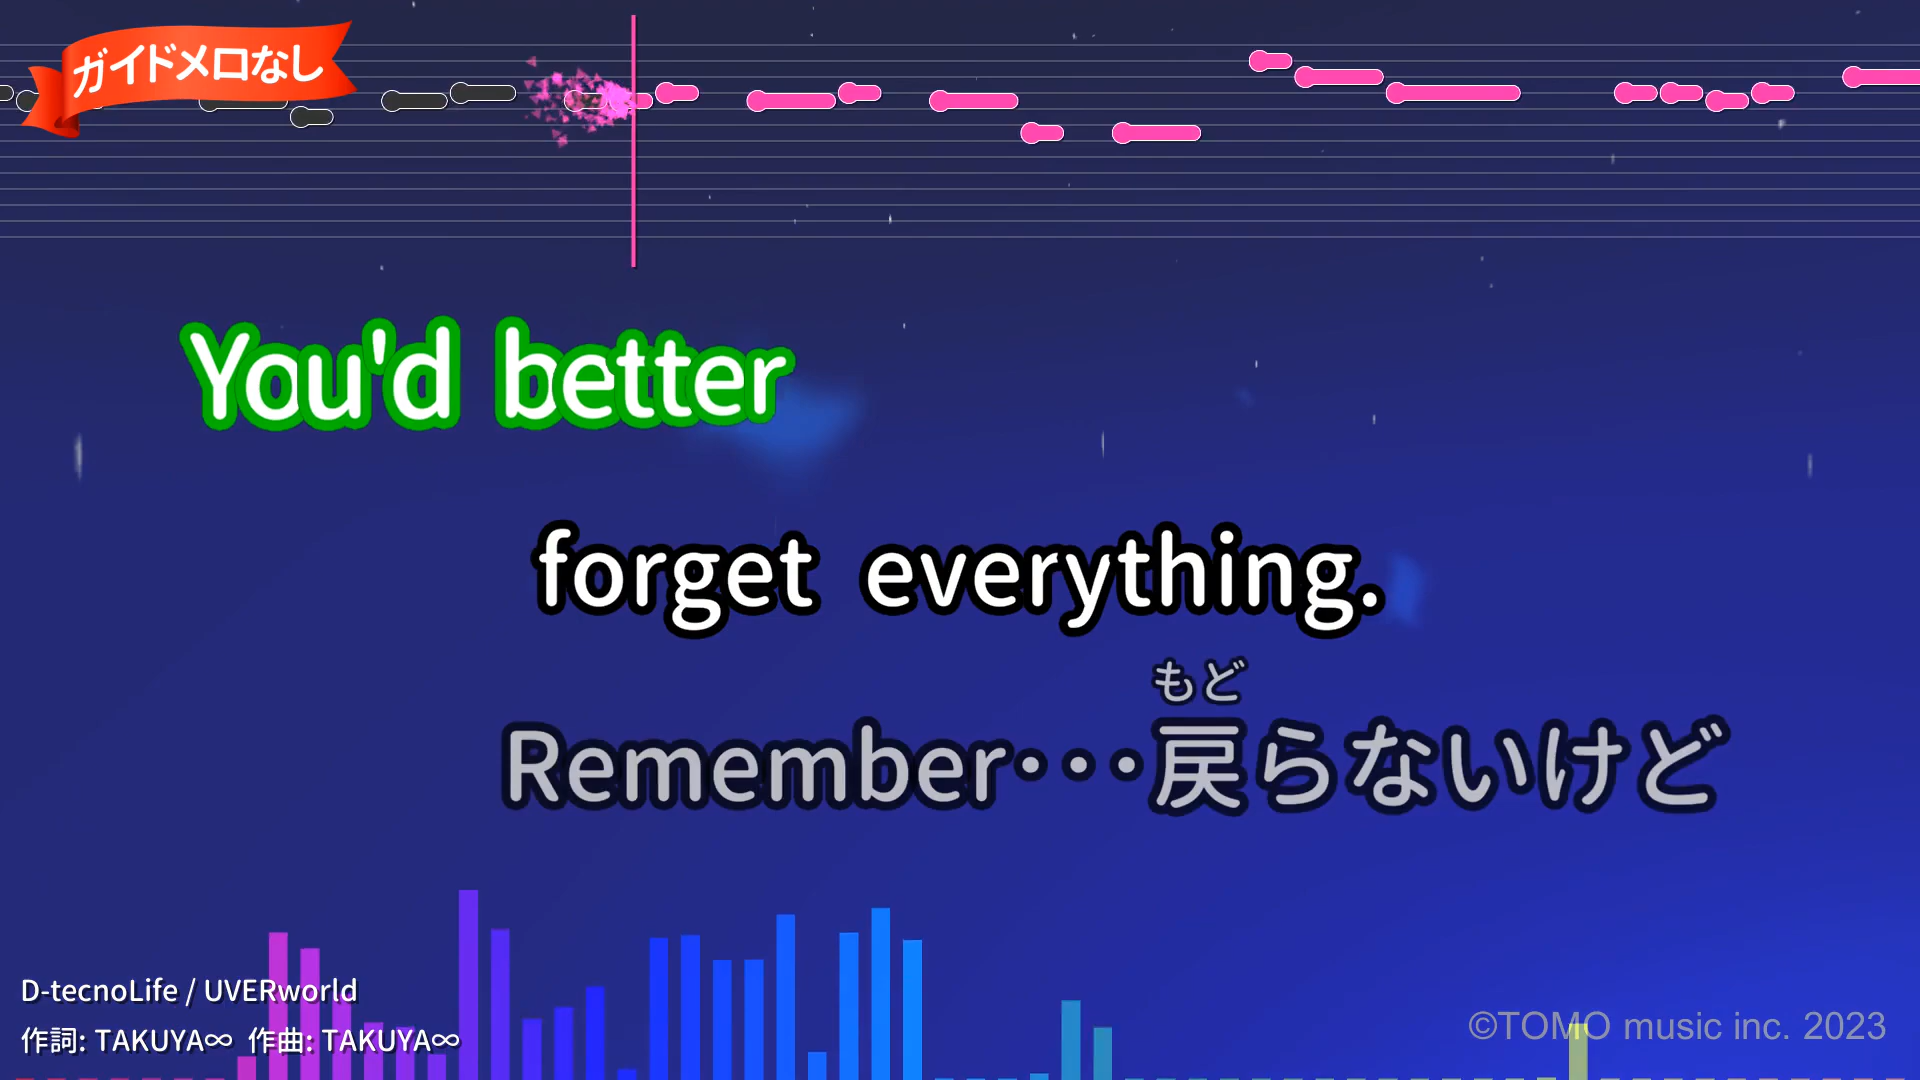 ガイドメロなし
You'd better
forget everything.
もど
Remember・・・戻らないけど
D-tecnoLife / UVERworld
作詞: TAKUYA∞ 作曲: TAKUYA∞
©TOMO music inc. 2023